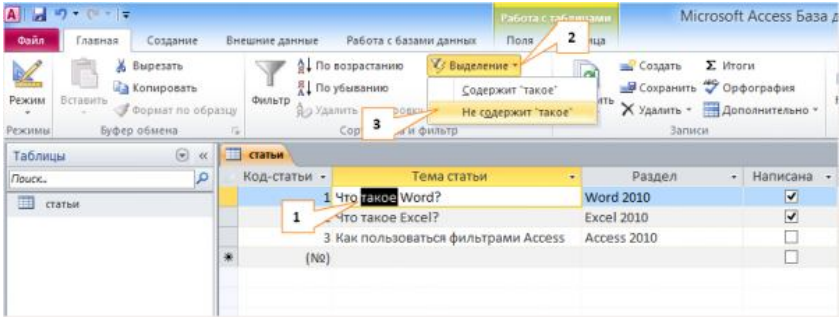 Работа с таблицами
Microsoft Access База д
Файл Главная Создание Внешние данные Работа с базами данных Поля
2
Режим
Вставить
Вырезать
Копировать
Формат по образцу
Фильтр
По возрастанию
По убыванию
Удалить
Выделение
Содержит "такое"
Не содержит "такое"
3
Создать
Сохранить
Удалить
Итоги
Орфография
Дополнительно
Режимы Буфер обмена и фильтр Записи
Таблицы
Поиск...
статьи
статьи
Код-статьи Тема статьи Раздел Написана
1 Что такое Word? Word 2010
1
Что такое Excel? Excel 2010
3 Как пользоваться фильтрами Access Access 2010
(№)